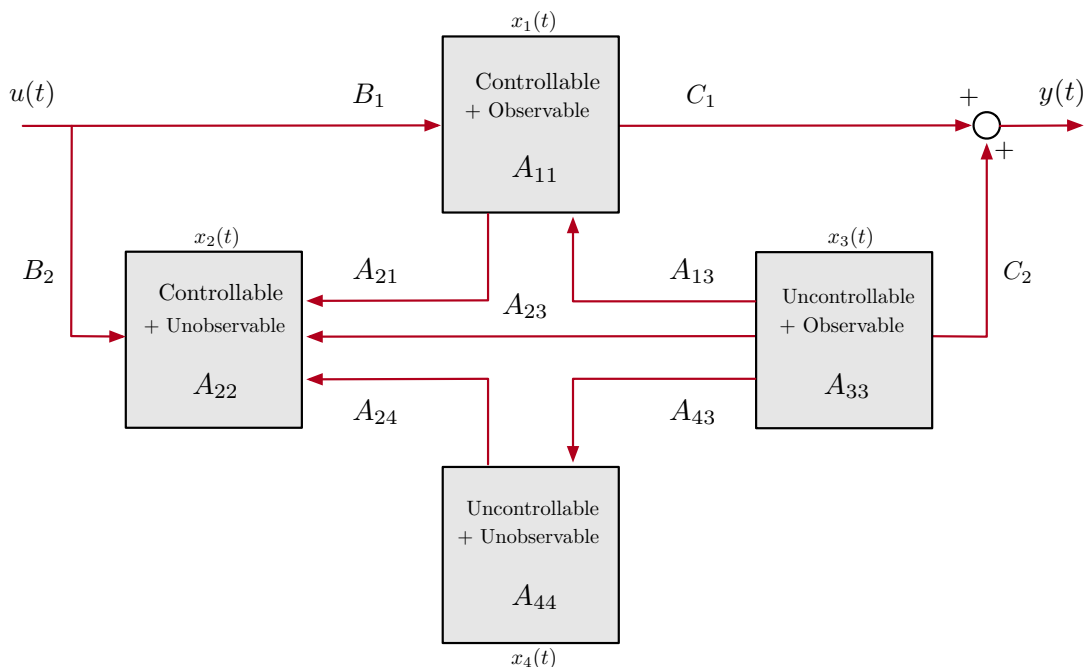 x₁(t)
u(t)
B₁
Controllable
+ Observable
A₁₁
C₁
+
y(t)
+
x₂(t)
B₂
Controllable
+ Unobservable
A₂₂
A₂₁
A₂₃
A₂₄
A₁₃
A₄₃
x₃(t)
Uncontrollable
+ Observable
A₃₃
C₂
Uncontrollable
+ Unobservable
A₄₄
x₄(t)